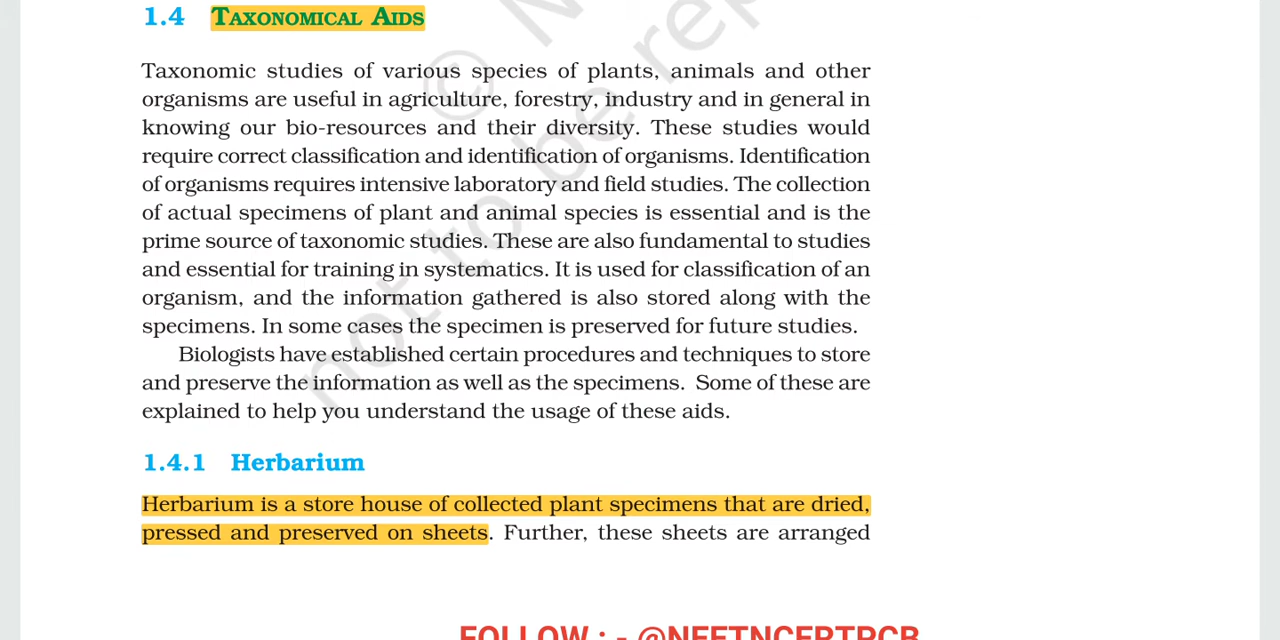 1.4 TAXONOMICAL AIDS
Taxonomic studies of various species of plants, animals and other
organisms are useful in agriculture, forestry, industry and in general in
knowing our bio-resources and their diversity. These studies would
require correct classification and identification of organisms. Identification
of organisms requires intensive laboratory and field studies. The collection
of actual specimens of plant and animal species is essential and is the
prime source of taxonomic studies. These are also fundamental to studies
and essential for training in systematics. It is used for classification of an
organism, and the information gathered is also stored along with the
specimens. In some cases the specimen is preserved for future studies.
Biologists have established certain procedures and techniques to store
and preserve the information as well as the specimens. Some of these are
explained to help you understand the usage of these aids.
1.4.1 Herbarium
Herbarium is a store house of collected plant specimens that are dried,
pressed and preserved on sheets. Further, these sheets are arranged
© N
not to be rep
FOLLOW : - @NEETNCERTPCB